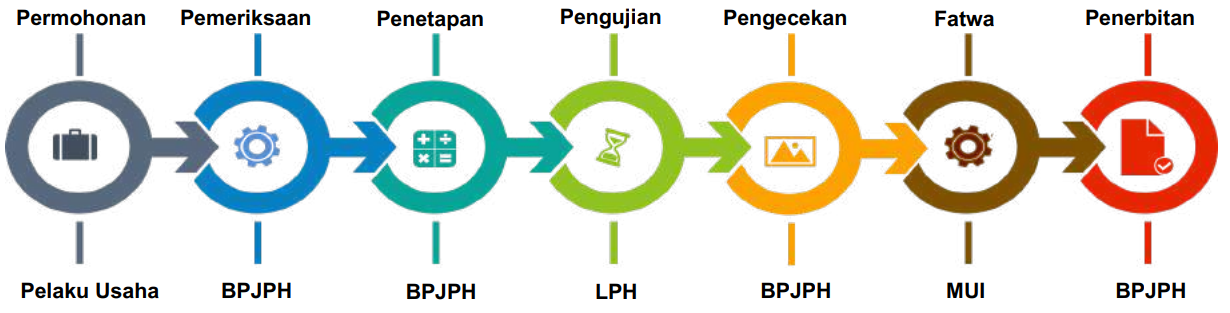 Permohonan Pemeriksaan Penetapan Pengujian Pengecekan Fatwa Penerbitan
Pelaku Usaha BPJPH BPJPH LPH BPJPH MUI BPJPH